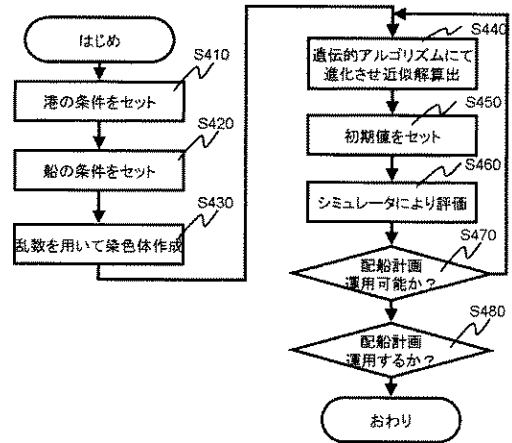 はじめ
S410
港の条件をセット
S420
船の条件をセット
S430
乱数を用いて染色体作成
S440
遺伝的アルゴリズムにて
進化させ近似解算出
S450
初期値をセット
S460
シミュレータにより評価
S470
配船計画
運用可能か?
S480
配船計画
運用するか?
おわり